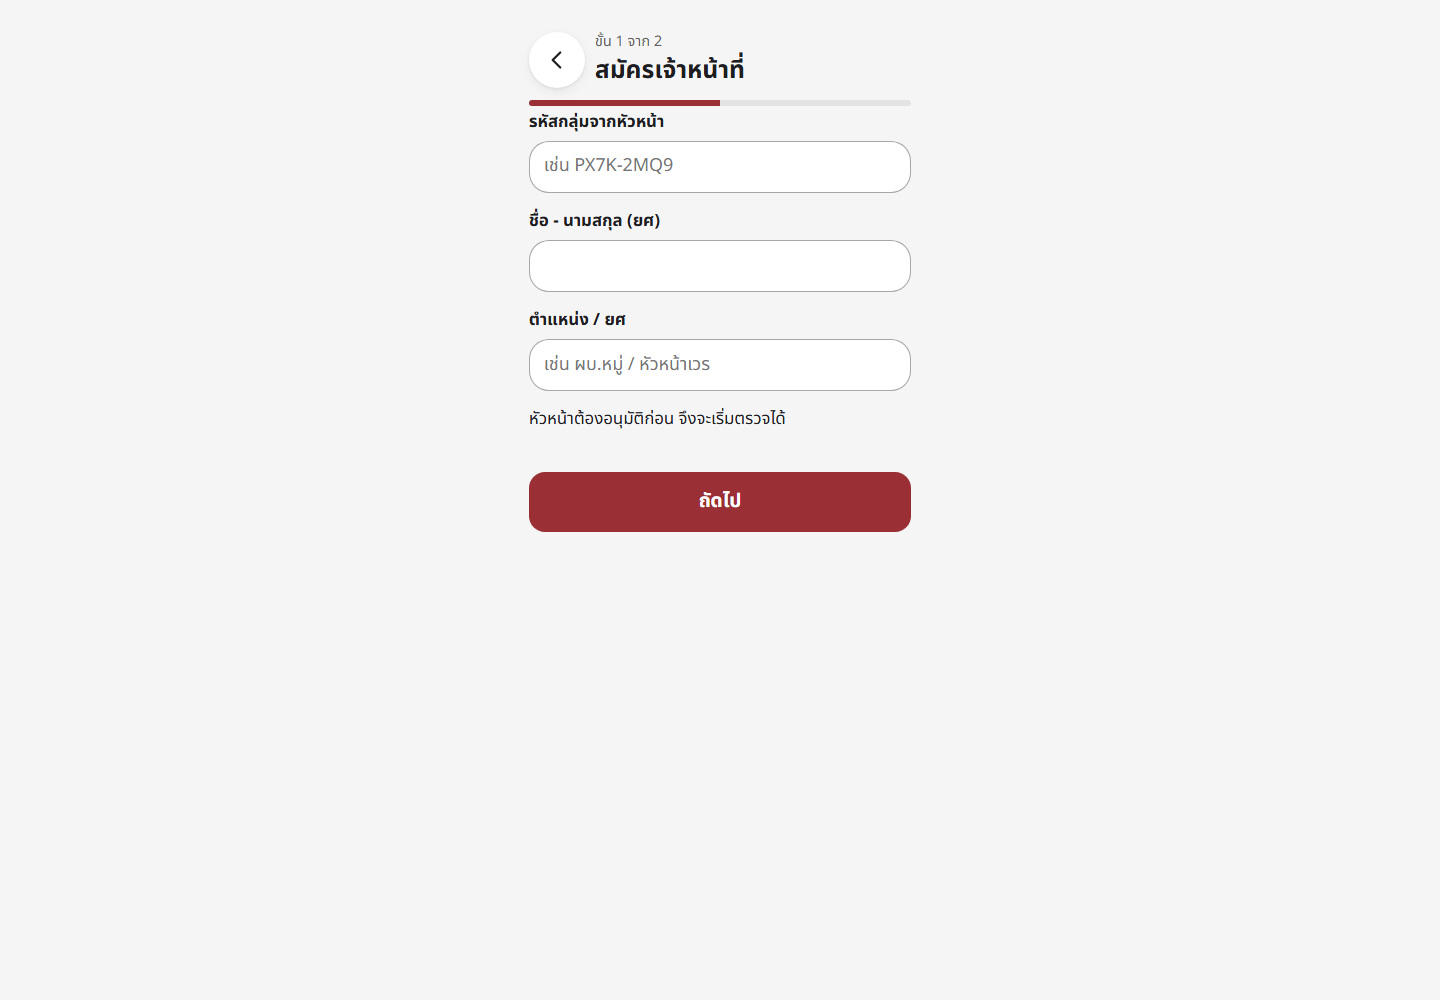 ขั้น 1 จาก 2
สมัครเจ้าหน้าที่
รหัสกลุ่มจากหัวหน้า
เช่น PX7K-2MQ9
ชื่อ - นามสกุล (ยศ)
ตำแหน่ง / ยศ
เช่น ผบ.หมู่ / หัวหน้าเวร
หัวหน้าต้องอนุมัติก่อน จึงจะเริ่มตรวจได้
ถัดไป